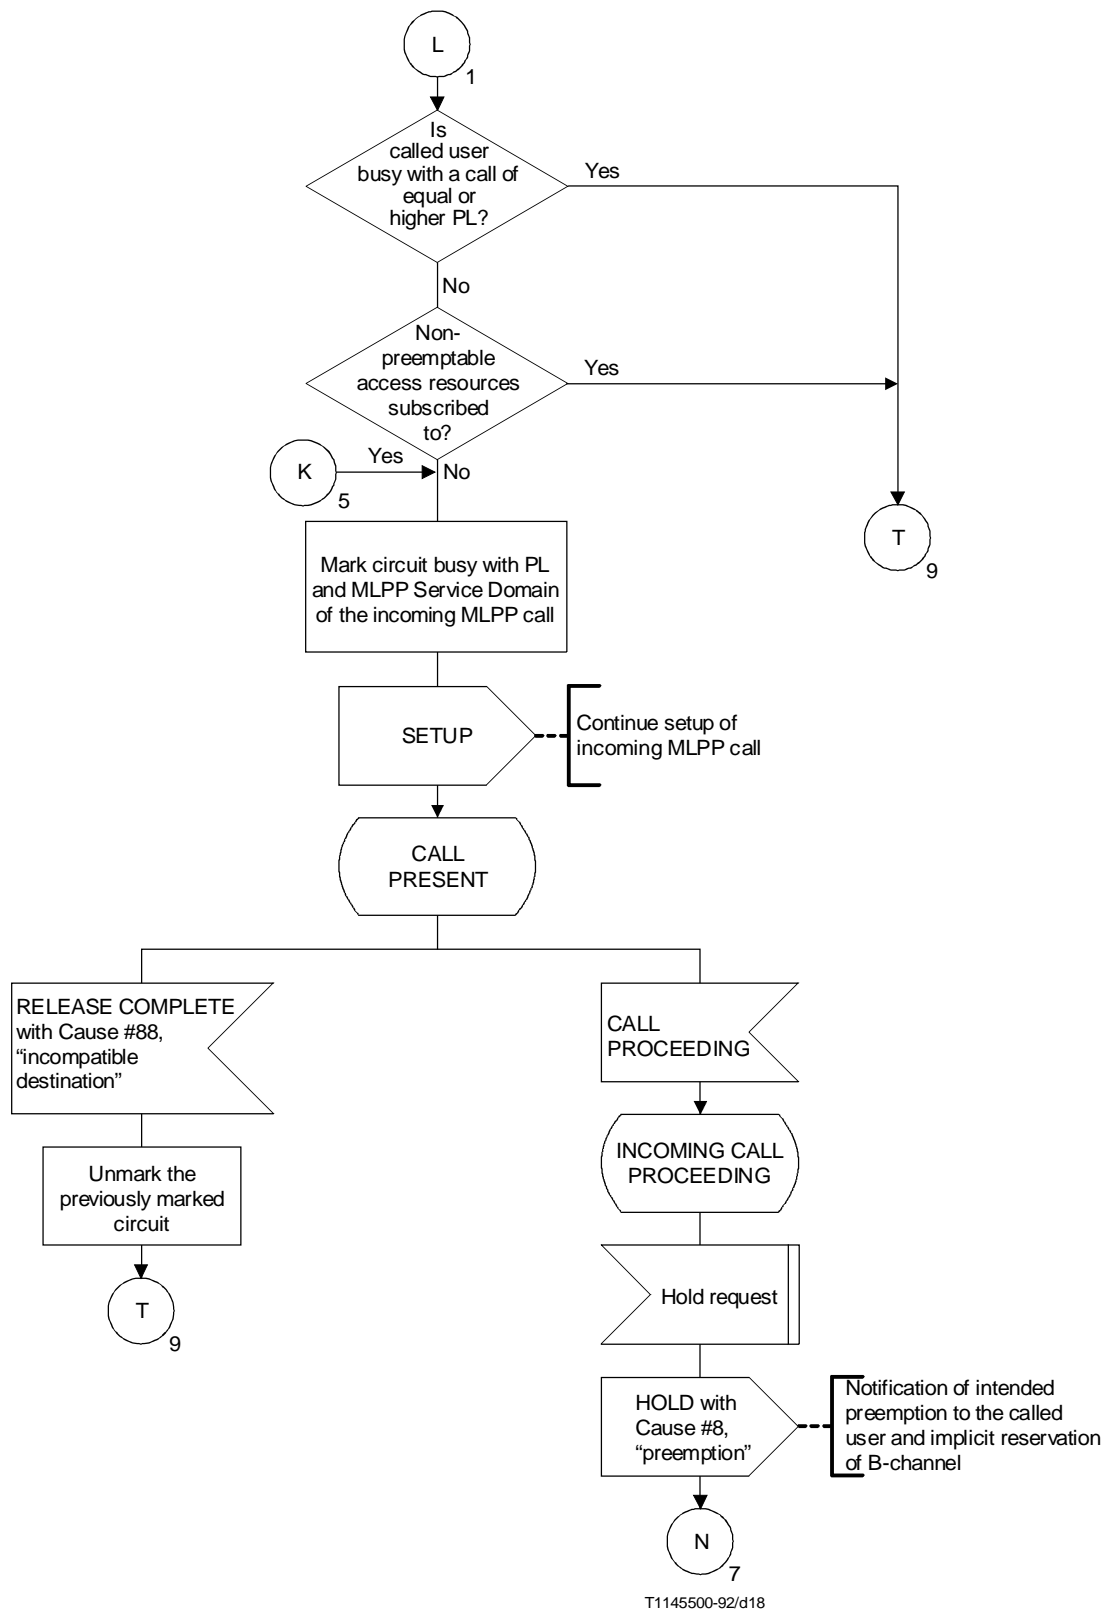 L
1
Is
called user
busy with a call of
equal or
higher PL?
Yes
No
Non-
preemptable
access resources
subscribed
to?
Yes
K
5
Yes
No
T
9
Mark circuit busy with PL
and MLPP Service Domain
of the incoming MLPP call
SETUP
Continue setup of
incoming MLPP call
CALL
PRESENT
RELEASE COMPLETE
with Cause #88,
“incompatible
destination”
Unmark the
previously marked
circuit
T
9
CALL
PROCEEDING
INCOMING CALL
PROCEEDING
Hold request
HOLD with
Cause #8,
“preemption”
Notification of intended
preemption to the called
user and implicit reservation
of B-channel
N
7
T1145500-92/d18